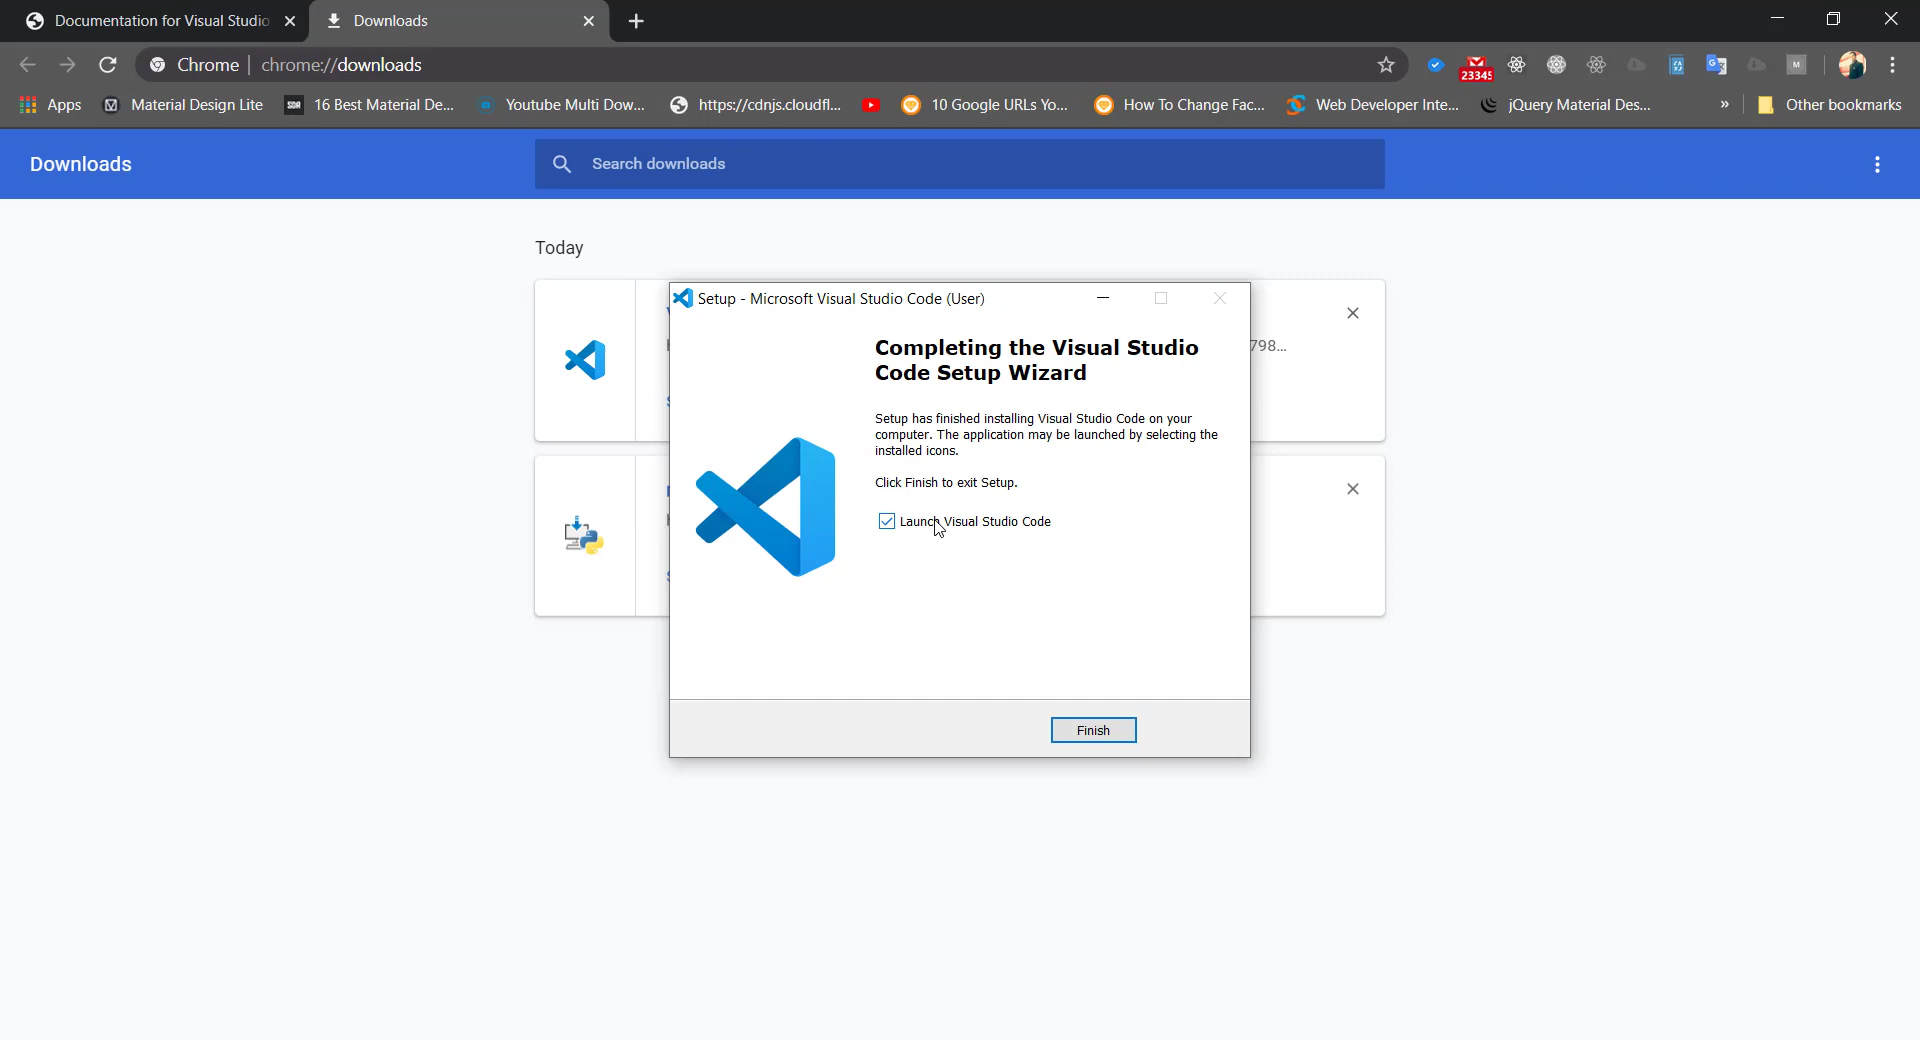 Documentation for Visual Studio
Downloads
Chrome | chrome://downloads
23345
M
Apps
Material Design Lite
SDR
16 Best Material De...
Youtube Multi Dow...
https://cdnjs.cloudfl...
10 Google URLs Yo...
How To Change Fac...
Web Developer Inte...
jQuery Material Des...
»
Other bookmarks
Downloads
Search downloads
Today
Setup - Microsoft Visual Studio Code (User)
798...
Completing the Visual Studio
Code Setup Wizard
Setup has finished installing Visual Studio Code on your
computer. The application may be launched by selecting the
installed icons.
Click Finish to exit Setup.
Launch Visual Studio Code
Finish